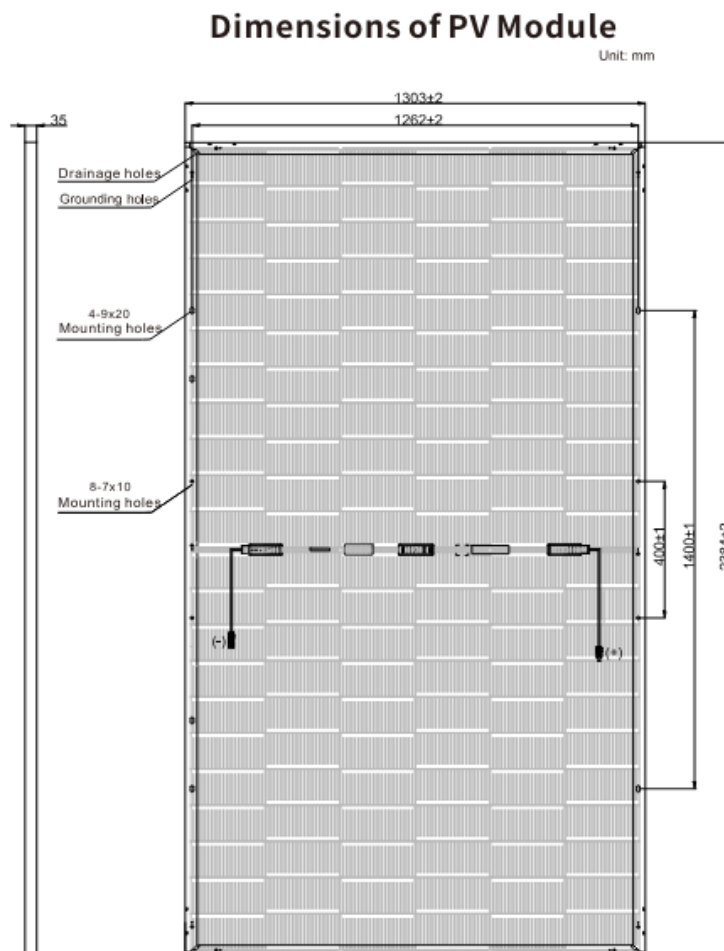 Dimensions of PV Module
Unit: mm
1303±2
35
1262±2
Drainage holes
Grounding holes
4-9x20
Mounting holes
8-7x10
Mounting holes
400±1
1400±1
(-)
(+)